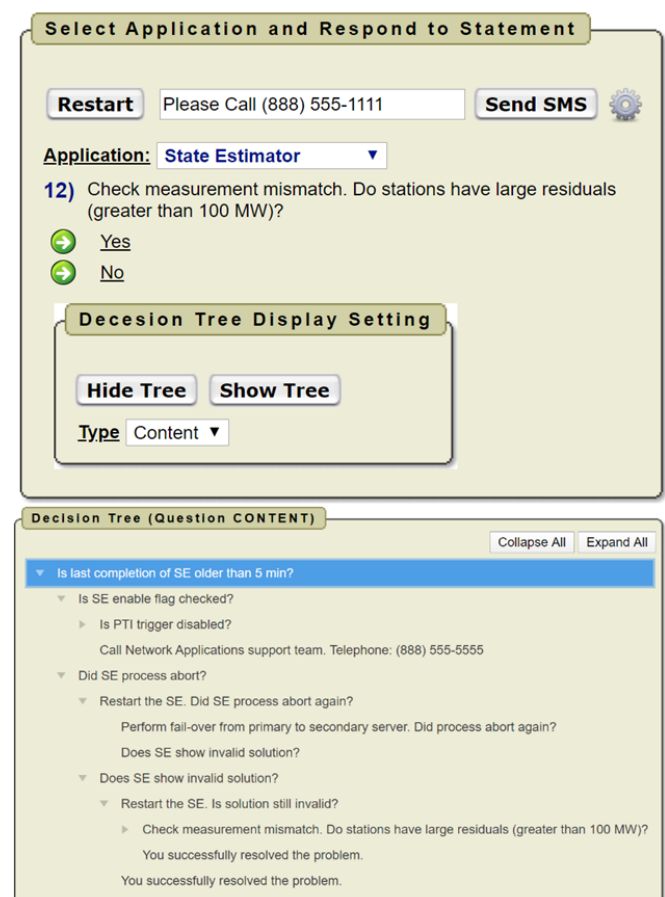 Select Application and Respond to Statement
Restart
Please Call (888) 555-1111
Send SMS
Application:
State Estimator
12) Check measurement mismatch. Do stations have large residuals
(greater than 100 MW)?
Yes
No
Decesion Tree Display Setting
Hide Tree
Show Tree
Type
Content
Decision Tree (Question CONTENT)
Collapse All
Expand All
Is last completion of SE older than 5 min?
Is SE enable flag checked?
Is PTI trigger disabled?
Call Network Applications support team. Telephone: (888) 555-5555
Did SE process abort?
Restart the SE. Did SE process abort again?
Perform fail-over from primary to secondary server. Did process abort again?
Does SE show invalid solution?
Does SE show invalid solution?
Restart the SE. Is solution still invalid?
Check measurement mismatch. Do stations have large residuals (greater than 100 MW)?
You successfully resolved the problem.
You successfully resolved the problem.